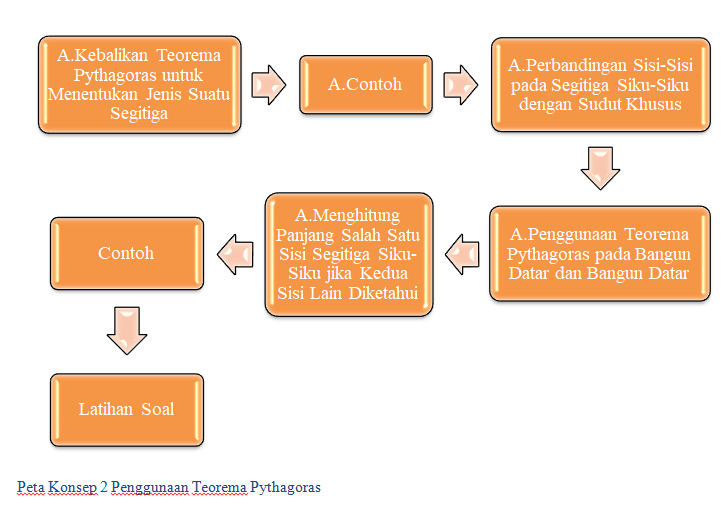 A.Kebalikan Teorema
Pythagoras untuk
Menentukan Jenis Suatu
Segitiga
A.Contoh
A.Perbandingan Sisi-Sisi
pada Segitiga Siku-Siku
dengan Sudut Khusus
A.Penggunaan Teorema
Pythagoras pada Bangun
Datar dan Bangun Datar
A.Menghitung
Panjang Salah Satu
Sisi Segitiga Siku-
Siku jika Kedua
Sisi Lain Diketahui
Contoh
Latihan Soal
Peta Konsep 2 Penggunaan Teorema Pythagoras